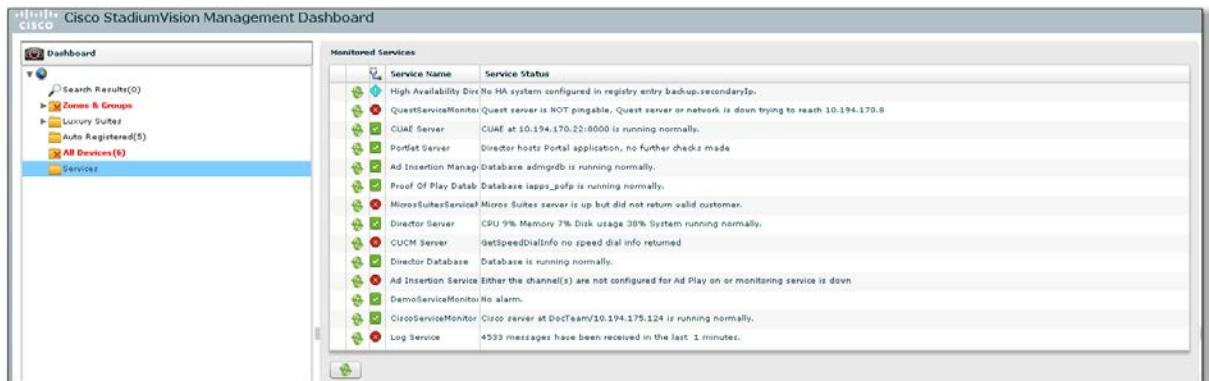 CISCO Cisco StadiumVision Management Dashboard
Dashboard
Search Results(0)
Zones & Groups
Luxury Suites
Auto Registered(5)
All Devices(6)
Services
Monitored Services
Service Name Service Status
High Availability Dire No HA system configured in registry entry backup.secondaryIp.
QuestServiceMonitor Quest server is NOT pingable, Quest server or network is down trying to reach 10.194.170.8
CUAE Server CUAE at 10.194.170.22:8000 is running normally.
Portlet Server Director hosts Portal application, no further checks made
Ad Insertion Manag Database admgrdb is running normally.
Proof Of Play Datab Database iapps_pofp is running normally.
MicrosSuitesServiceM Micros Suites server is up but did not return valid customer.
Director Server CPU 9% Memory 7% Disk usage 38% System running normally.
CUCM Server GetSpeedDialInfo no speed dial info returned
Director Database Database is running normally.
Ad Insertion Service Either the channel(s) are not configured for Ad Play on or monitoring service is down
DemoServiceMonitor No alarm.
CiscoServiceMonitor Cisco server at DocTeam/10.194.175.124 is running normally.
Log Service 4533 messages have been received in the last 1 minutes.